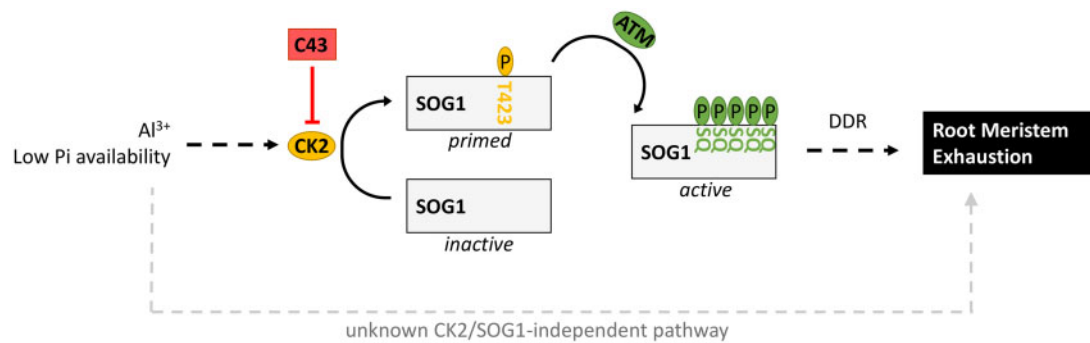 C43
Al³⁺
Low Pi availability
CK2
P
T423
SOG1
primed
SOG1
inactive
ATM
P P P P P
SQ SQ SQ SQ SQ
SOG1
active
DDR
Root Meristem
Exhaustion
unknown CK2/SOG1-independent pathway